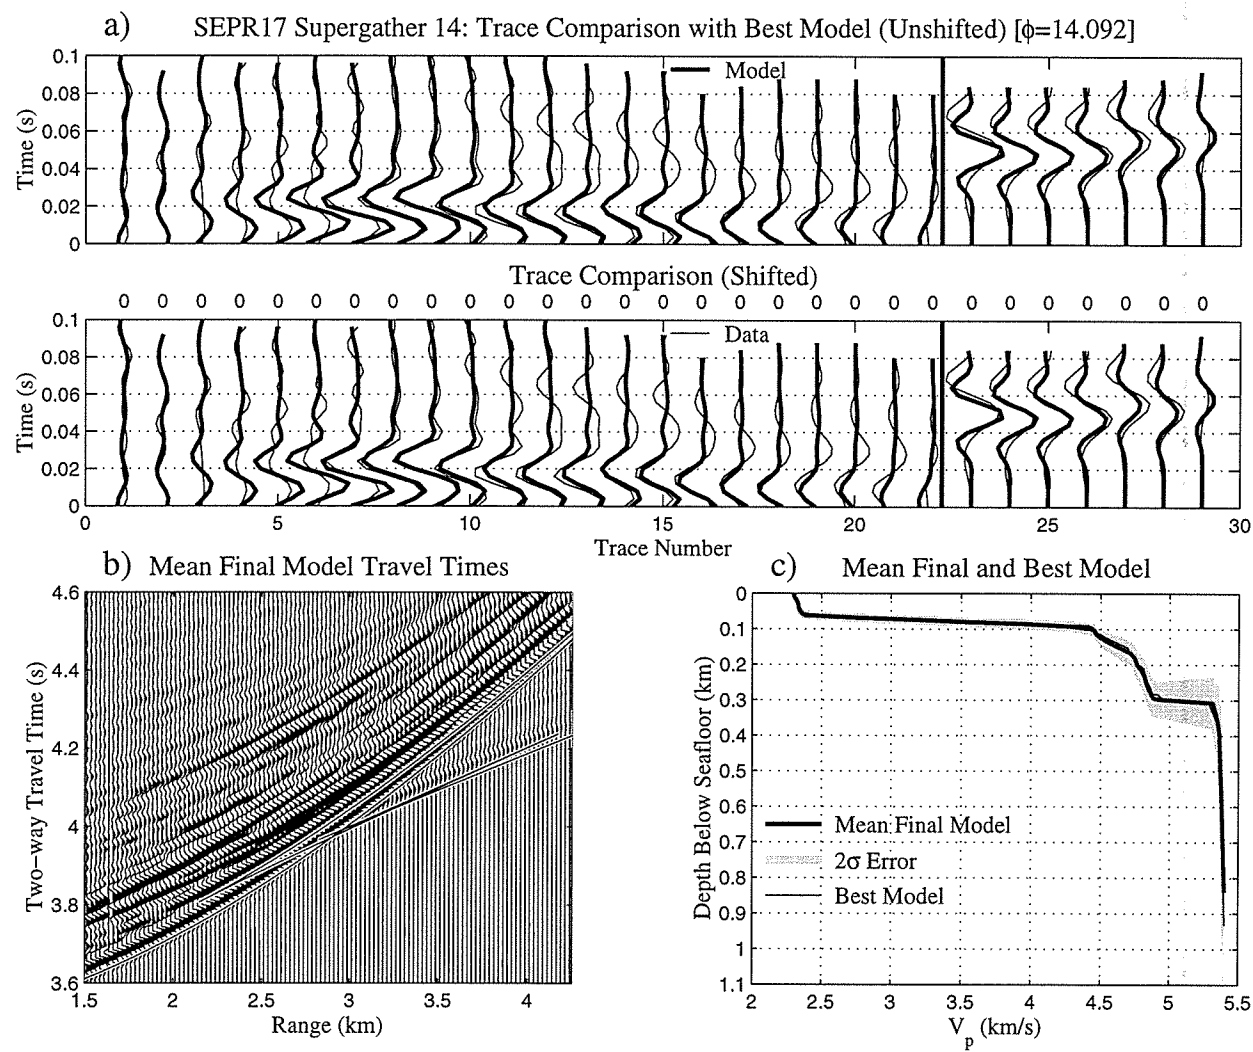 a) SEPR17 Supergather 14: Trace Comparison with Best Model (Unshifted) [ϕ=14.092]
0.1
0.08
0.06
0.04
0.02
0
Time (s)
Model
Trace Comparison (Shifted)
0 0 0 0 0 0 0 0 0 0 0 0 0 0 0 0 0 0 0 0 0 0 0 0 0 0 0 0 0
0.1
0.08
0.06
0.04
0.02
0
Time (s)
Data
0 5 10 15 20 25 30
Trace Number
b) Mean Final Model Travel Times
4.6
4.4
4.2
4
3.8
3.6
Two−way Travel Time (s)
1.5 2 2.5 3 3.5 4
Range (km)
c) Mean Final and Best Model
0
0.1
0.2
0.3
0.4
0.5
0.6
0.7
0.8
0.9
1
1.1
Depth Below Seafloor (km)
Mean Final Model
2σ Error
Best Model
2 2.5 3 3.5 4 4.5 5 5.5
Vp (km/s)